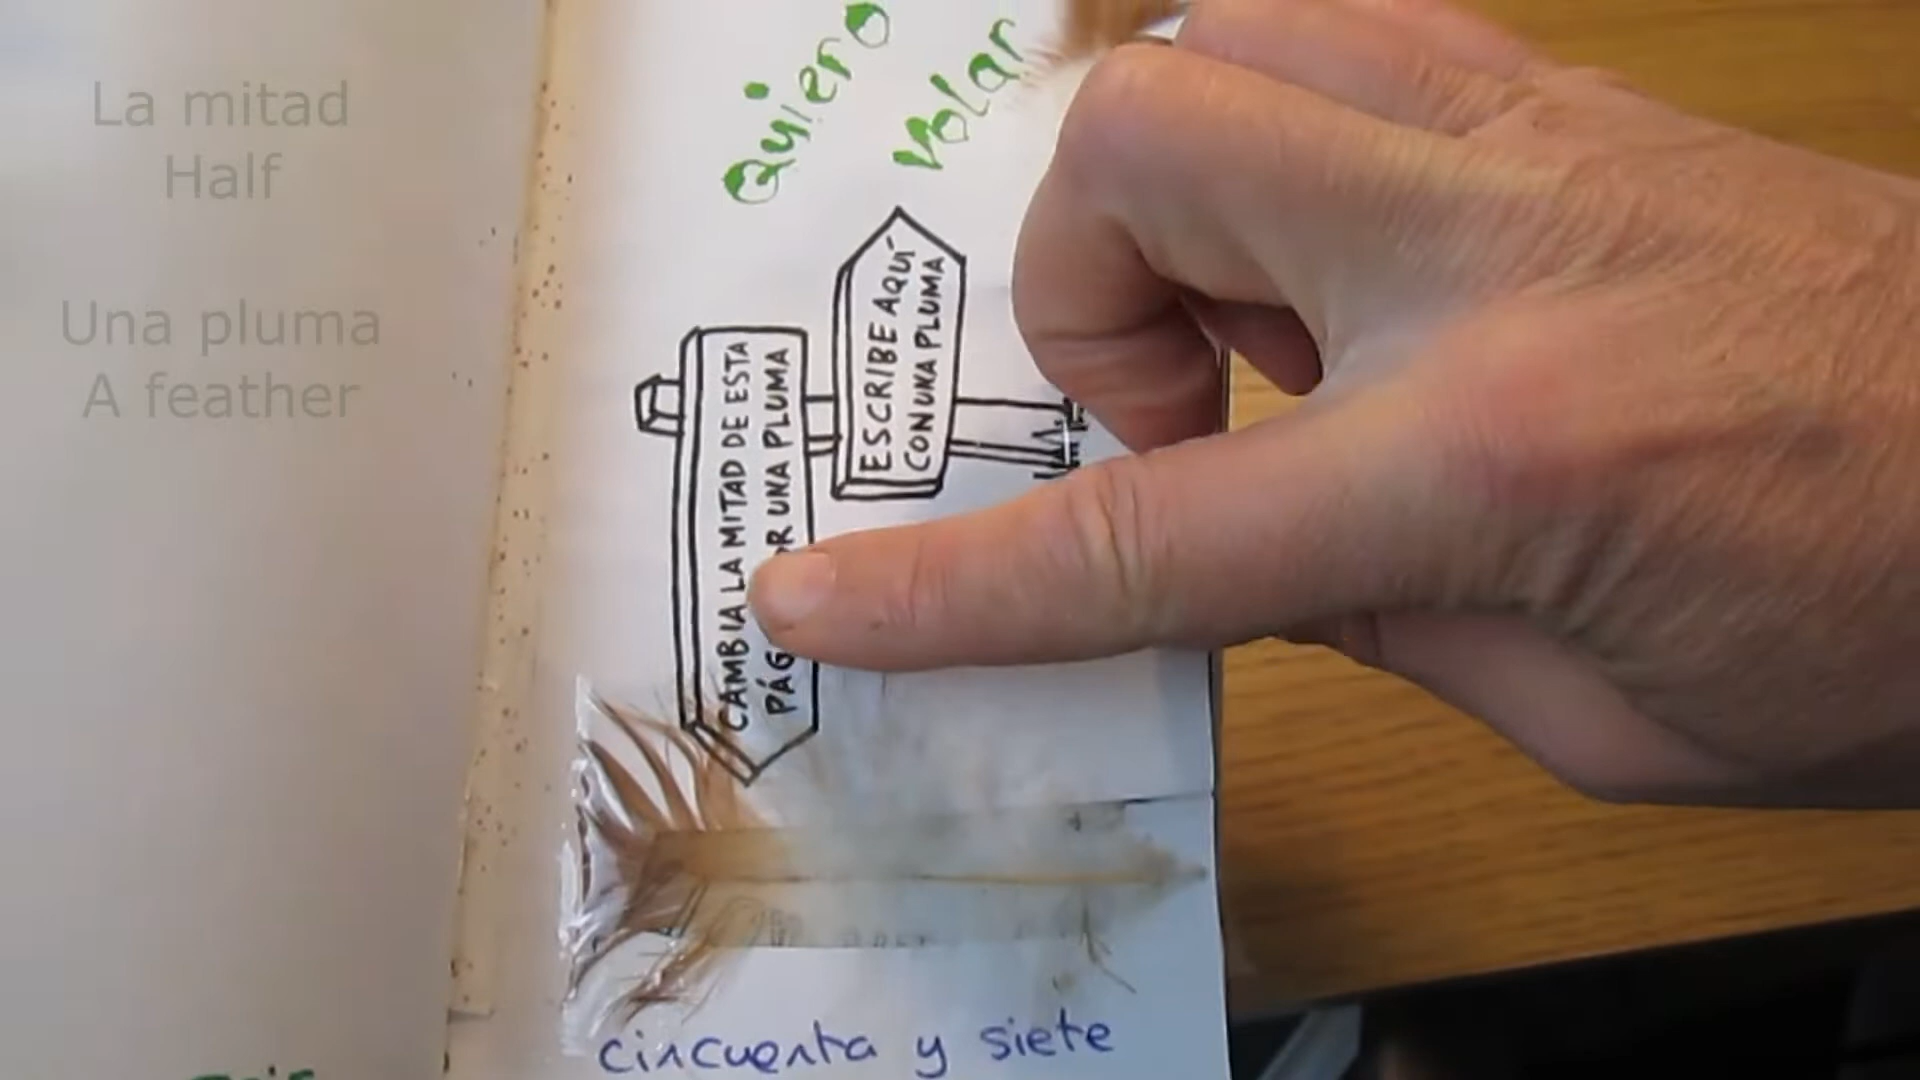 La mitad
Half
Una pluma
A feather
Quiero
Volar
ESCRIBE AQUÍ
CON UNA PLUMA
CAMBIA LA MITAD DE ESTA
UNA PLUMA
cincuenta y siete